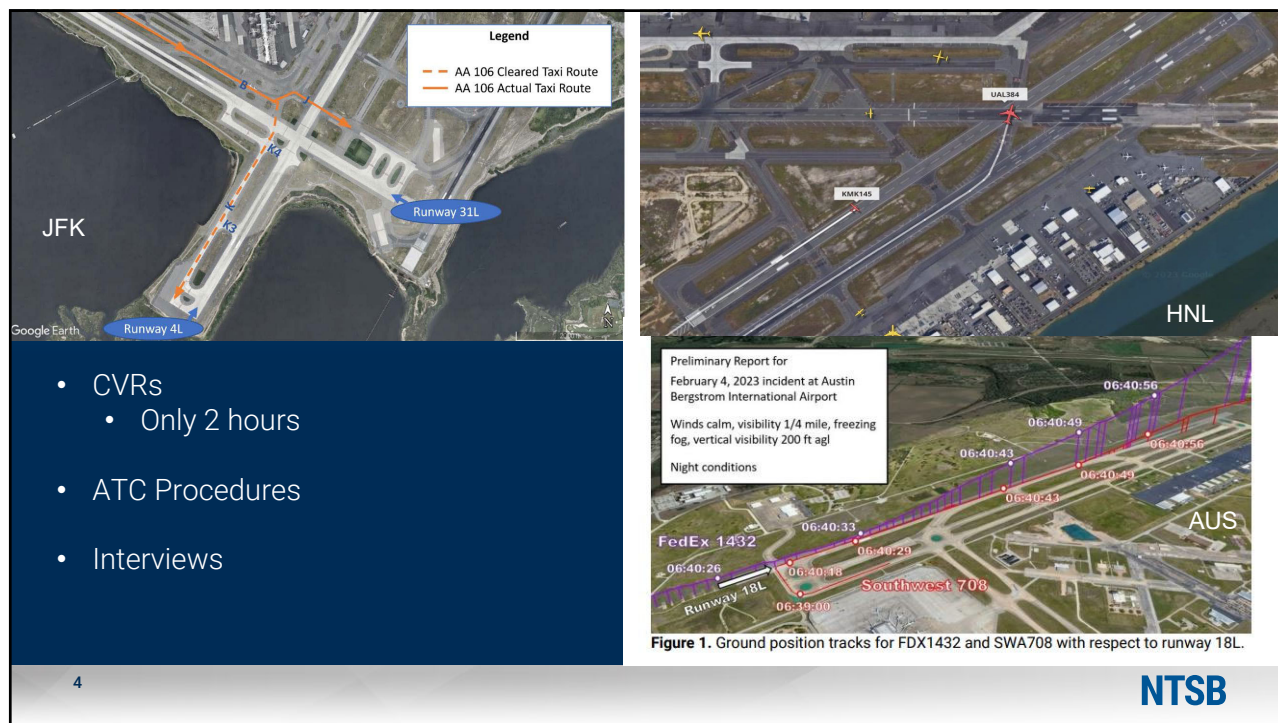 Legend
AA 106 Cleared Taxi Route
AA 106 Actual Taxi Route
B
J
K4
K
K3
Runway 31L
JFK
Runway 4L
Google Earth
N
UAL384
KMK145
HNL
• CVRs
• Only 2 hours
• ATC Procedures
• Interviews
Preliminary Report for
February 4, 2023 incident at Austin
Bergstrom International Airport
Winds calm, visibility 1/4 mile, freezing
fog, vertical visibility 200 ft agl
Night conditions
06:40:56
06:40:49
06:40:56
06:40:43
06:40:49
06:40:43
AUS
06:40:33
FedEx 1432
06:40:29
06:40:26
06:40:18
Southwest 708
Runway 18L
06:39:00
Figure 1. Ground position tracks for FDX1432 and SWA708 with respect to runway 18L.
4
NTSB